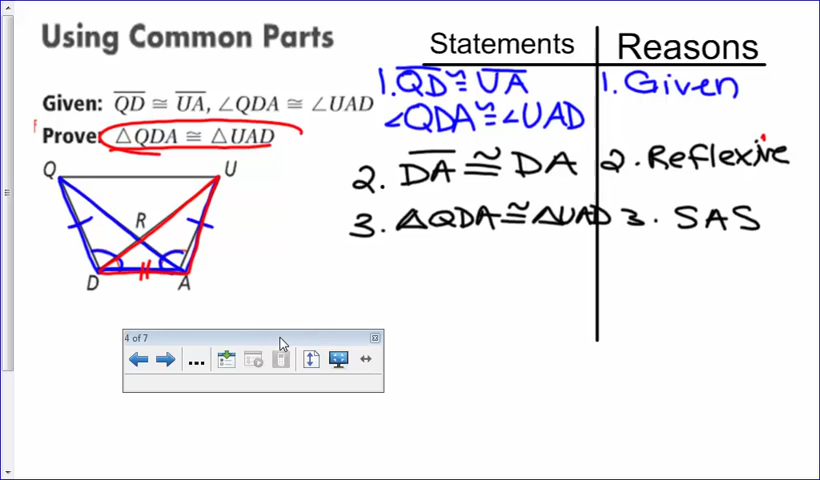 Using Common Parts
Given: QD ≅ UA, ∠QDA ≅ ∠UAD
Prove: △QDA ≅ △UAD
Q
U
R
D
A
Statements
Reasons
1. QD ≅ UA
1. Given
∠QDA ≅ ∠UAD
2. DA ≅ DA
2. Reflexive
3. △QDA ≅ △UAD
3. SAS
4 of 7